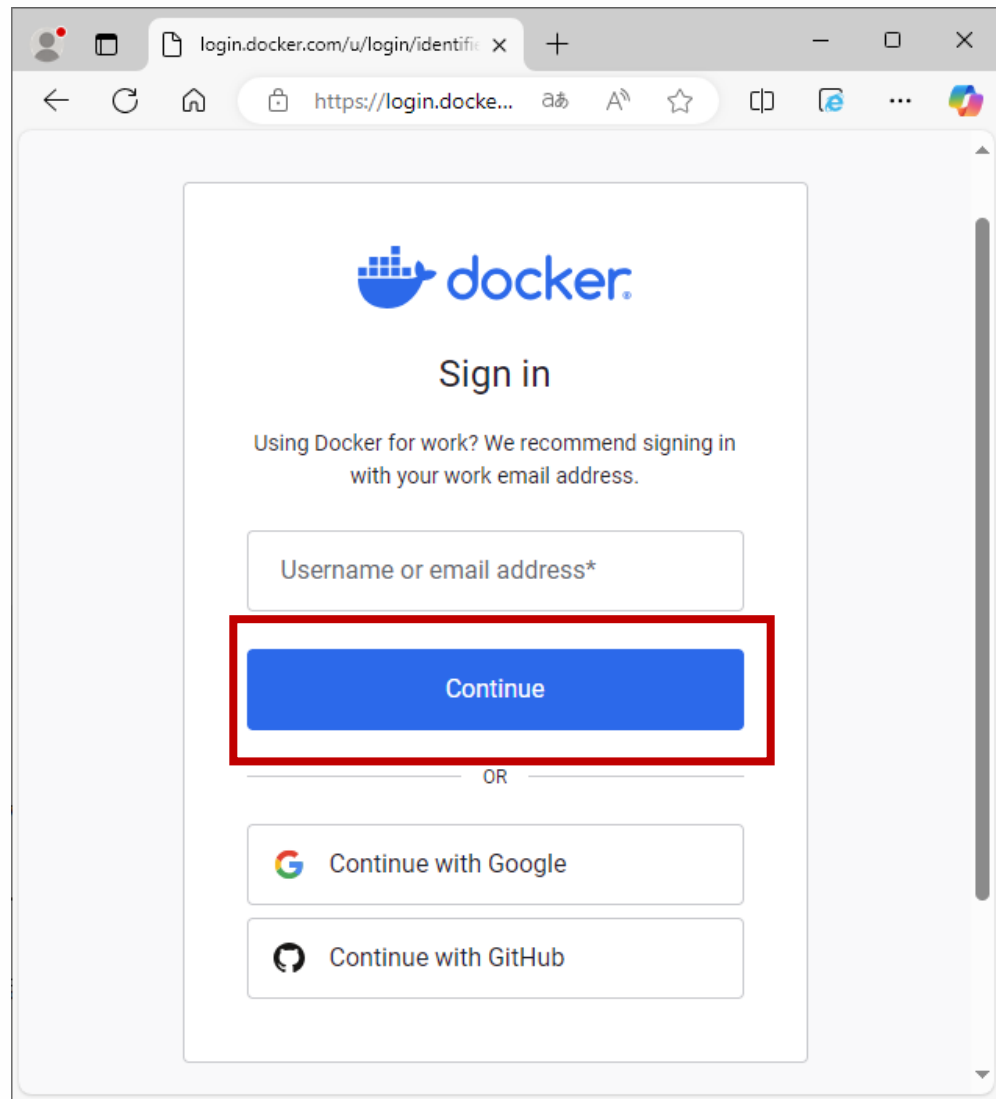 login.docker.com/u/login/identifie
https://login.docke...
docker
Sign in
Using Docker for work? We recommend signing in
with your work email address.
Username or email address*
Continue
OR
Continue with Google
Continue with GitHub